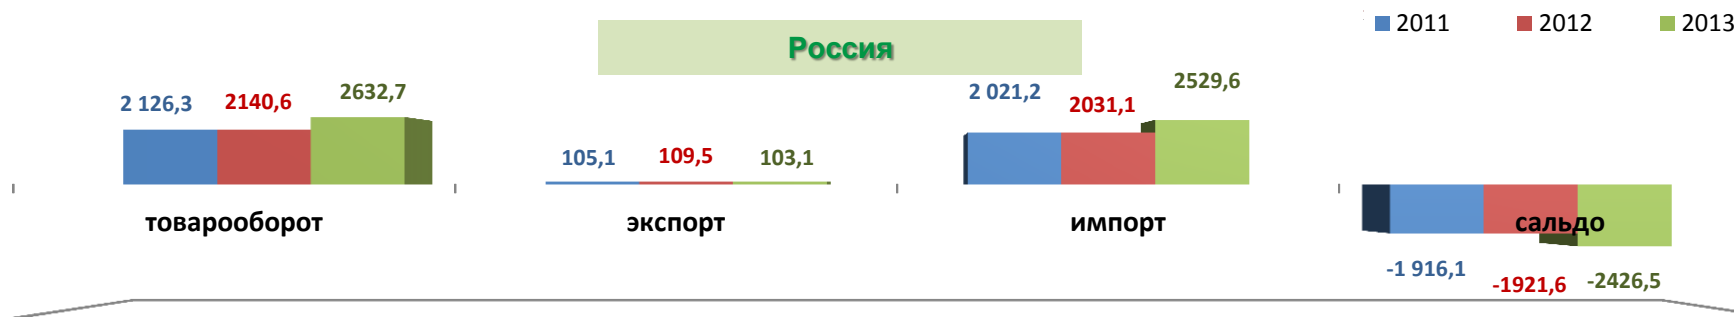 2011 2012 2013
Россия
2 126,3 2140,6 2632,7
105,1 109,5 103,1
2 021,2 2031,1 2529,6
товарооборот экспорт импорт сальдо
-1 916,1 -1921,6 -2426,5